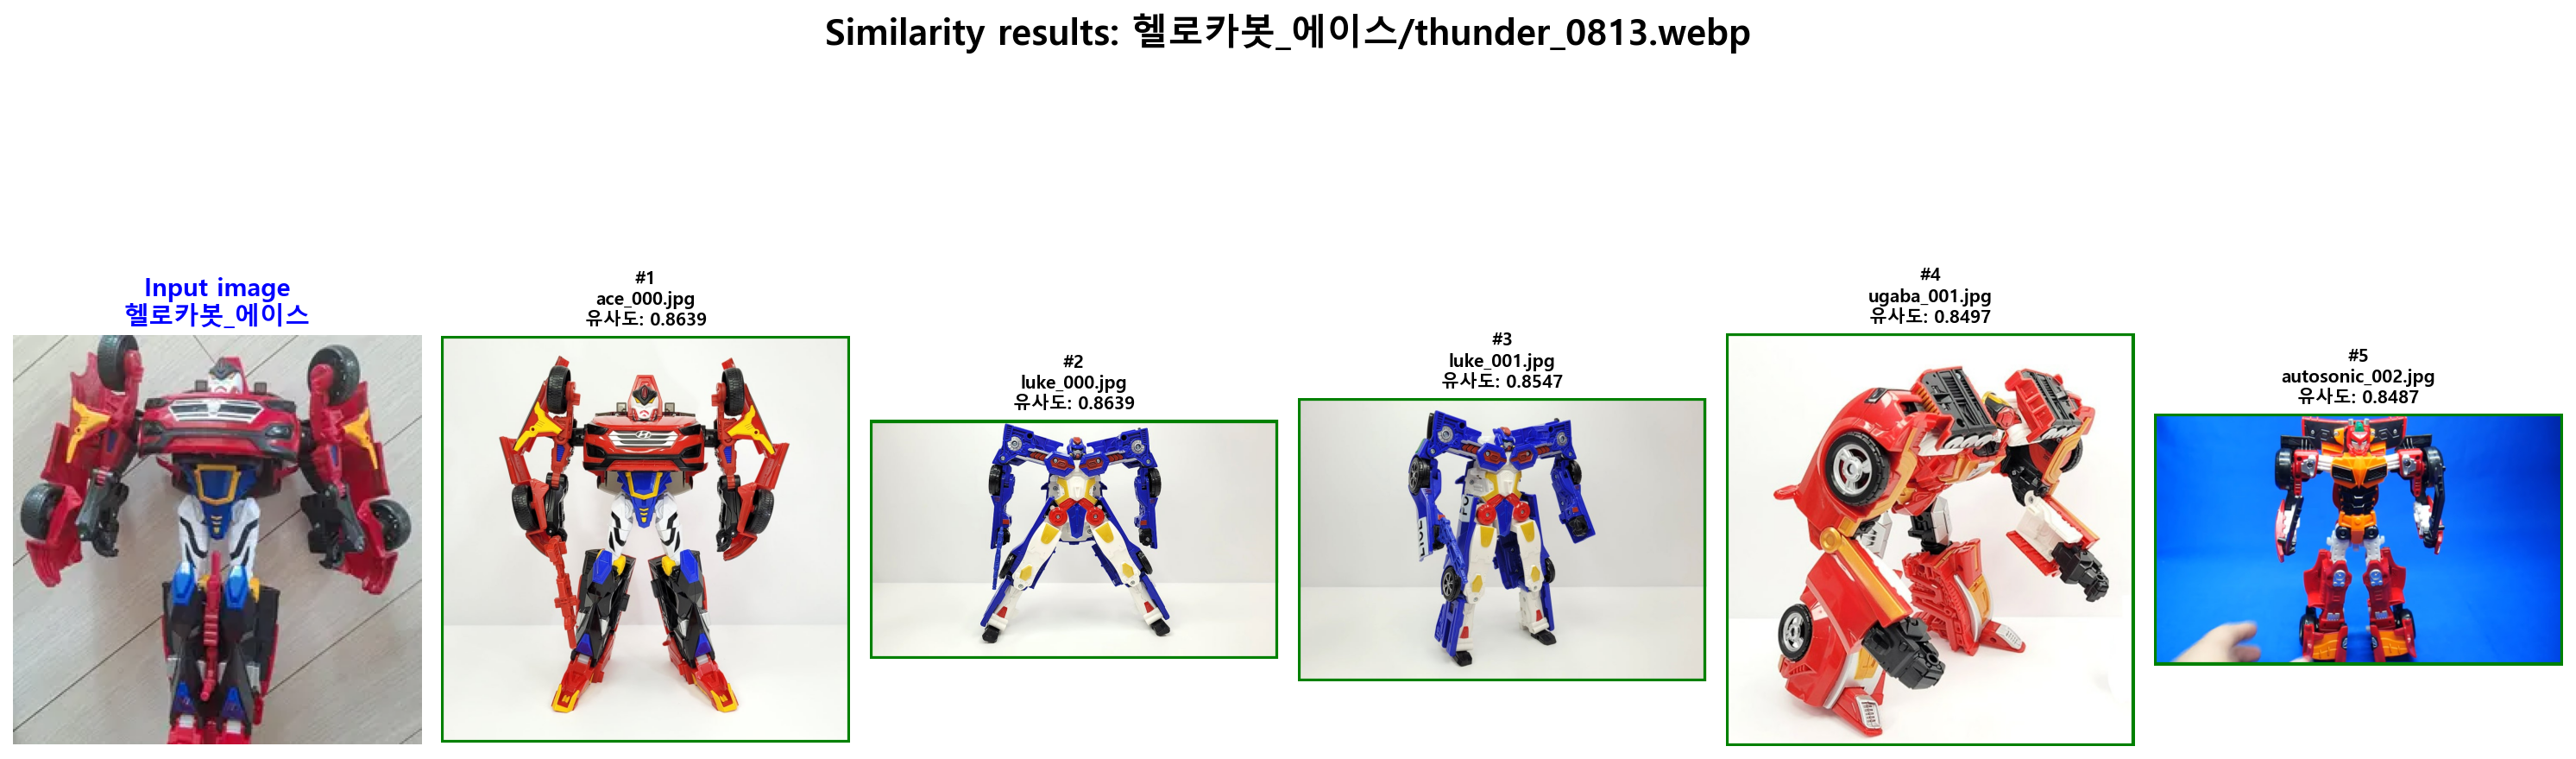 Similarity results: 헬로카봇_에이스/thunder_0813.webp
Input image
헬로카봇_에이스
#1
ace_000.jpg
유사도: 0.8639
#2
luke_000.jpg
유사도: 0.8639
#3
luke_001.jpg
유사도: 0.8547
#4
ugaba_001.jpg
유사도: 0.8497
#5
autosonic_002.jpg
유사도: 0.8487